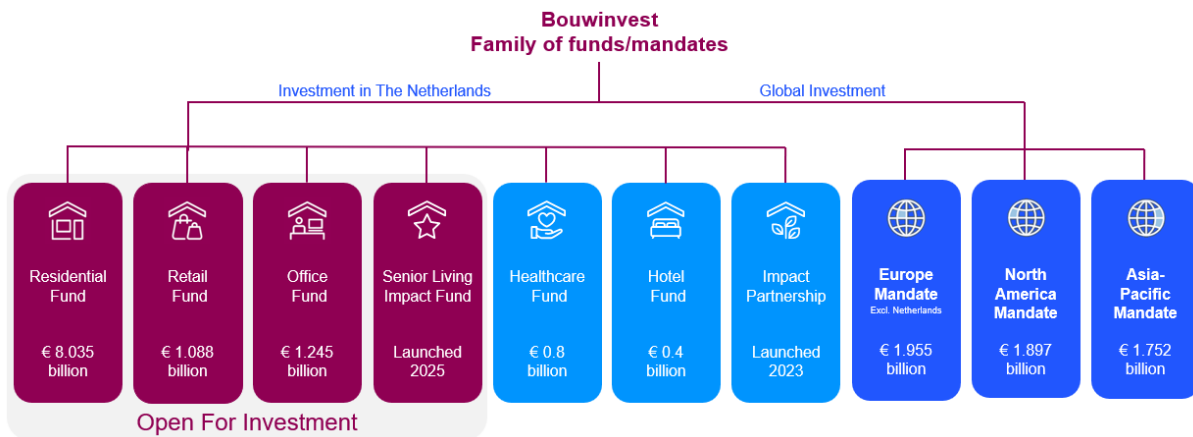 Bouwinvest
Family of funds/mandates
Investment in The Netherlands
Global Investment
Residential
Fund
€ 8.035
billion
Retail
Fund
€ 1.088
billion
Office
Fund
€ 1.245
billion
Senior Living
Impact Fund
Launched
2025
Healthcare
Fund
€ 0.8
billion
Hotel
Fund
€ 0.4
billion
Impact
Partnership
Launched
2023
Europe
Mandate
Excl. Netherlands
€ 1.955
billion
North
America
Mandate
€ 1.897
billion
Asia-
Pacific
Mandate
€ 1.752
billion
Open For Investment